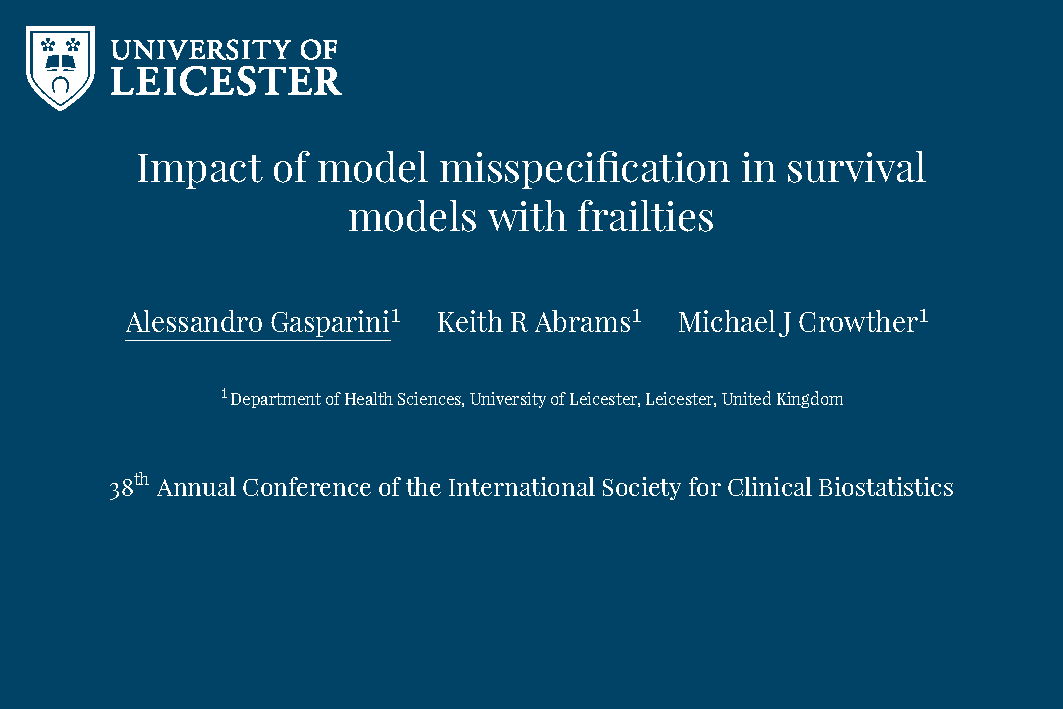 UNIVERSITY OF
LEICESTER
Impact of model misspecification in survival
models with frailties
Alessandro Gasparini¹ Keith R Abrams¹ Michael J Crowther¹
¹ Department of Health Sciences, University of Leicester, Leicester, United Kingdom
38th Annual Conference of the International Society for Clinical Biostatistics